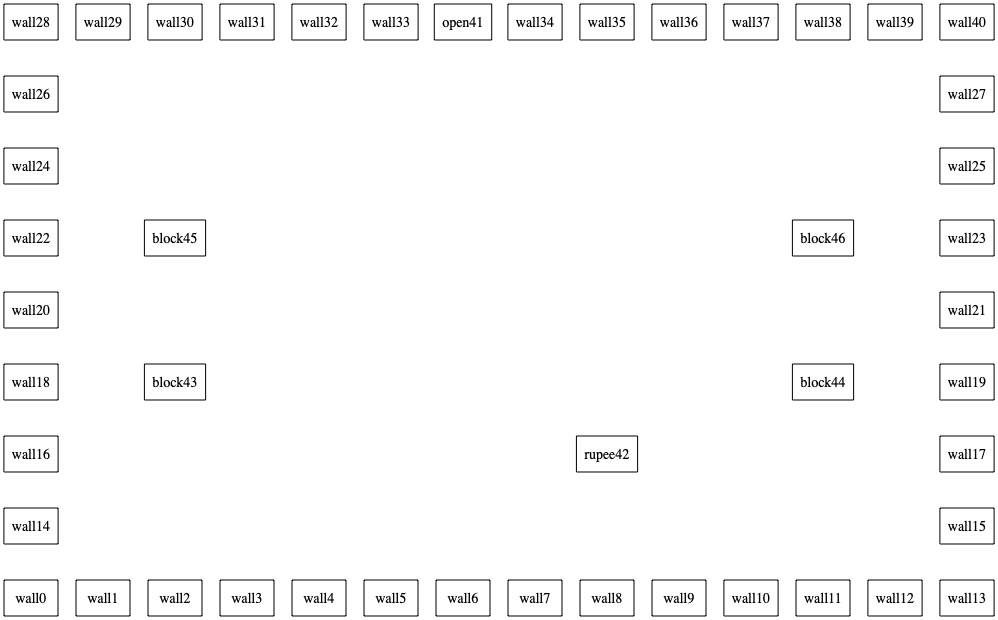 wall28 wall29 wall30 wall31 wall32 wall33 open41 wall34 wall35 wall36 wall37 wall38 wall39 wall40
wall26 wall27
wall24 wall25
wall22 block45 block46 wall23
wall20 wall21
wall18 block43 block44 wall19
wall16 rupee42 wall17
wall14 wall15
wall0 wall1 wall2 wall3 wall4 wall5 wall6 wall7 wall8 wall9 wall10 wall11 wall12 wall13